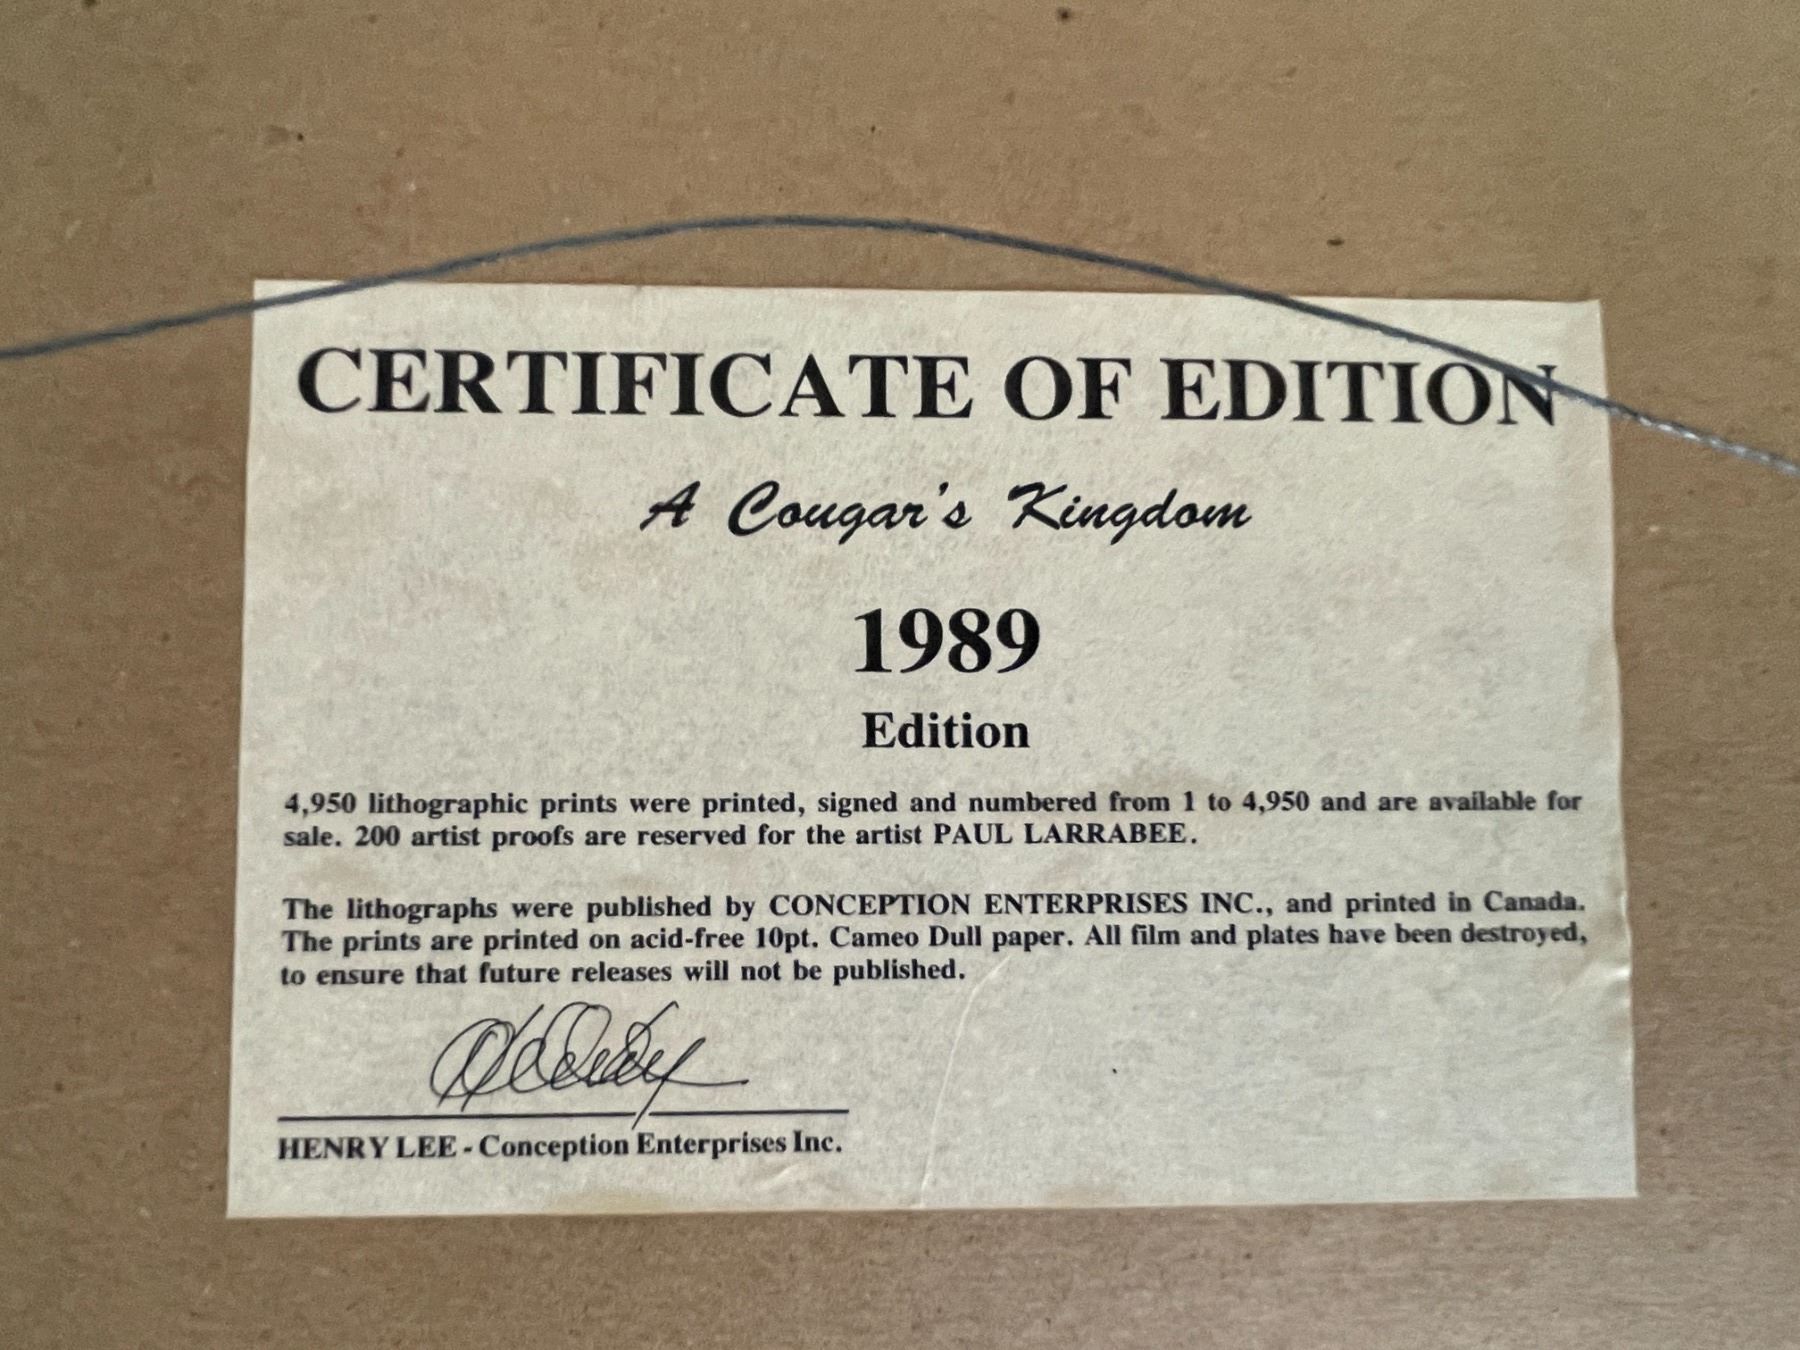 CERTIFICATE OF EDITION
A Cougar's Kingdom
1989
Edition
4,950 lithographic prints were printed, signed and numbered from 1 to 4,950 and are available for
sale. 200 artist proofs are reserved for the artist PAUL LARRABEE.
The lithographs were published by CONCEPTION ENTERPRISES INC., and printed in Canada.
The prints are printed on acid-free 10pt. Cameo Dull paper. All film and plates have been destroyed,
to ensure that future releases will not be published.
HENRY LEE - Conception Enterprises Inc.